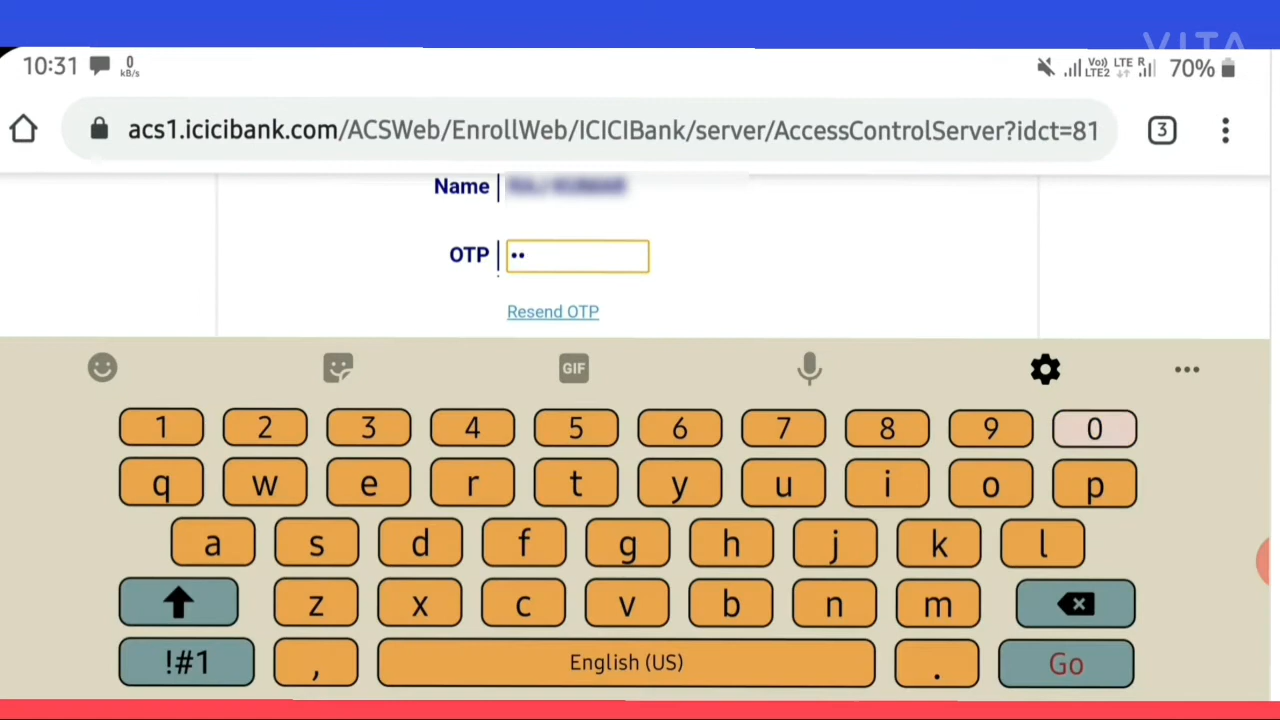 VITA
10:31 0 kB/s Vo)) LTE2 LTE R 70%
acs1.icicibank.com/ACSWeb/EnrollWeb/ICICIBank/server/AccessControlServer?idct=81 3
Name
OTP ••
Resend OTP
GIF
1 2 3 4 5 6 7 8 9 0
q w e r t y u i o p
a s d f g h j k l
z x c v b n m
!#1 , English (US) . Go